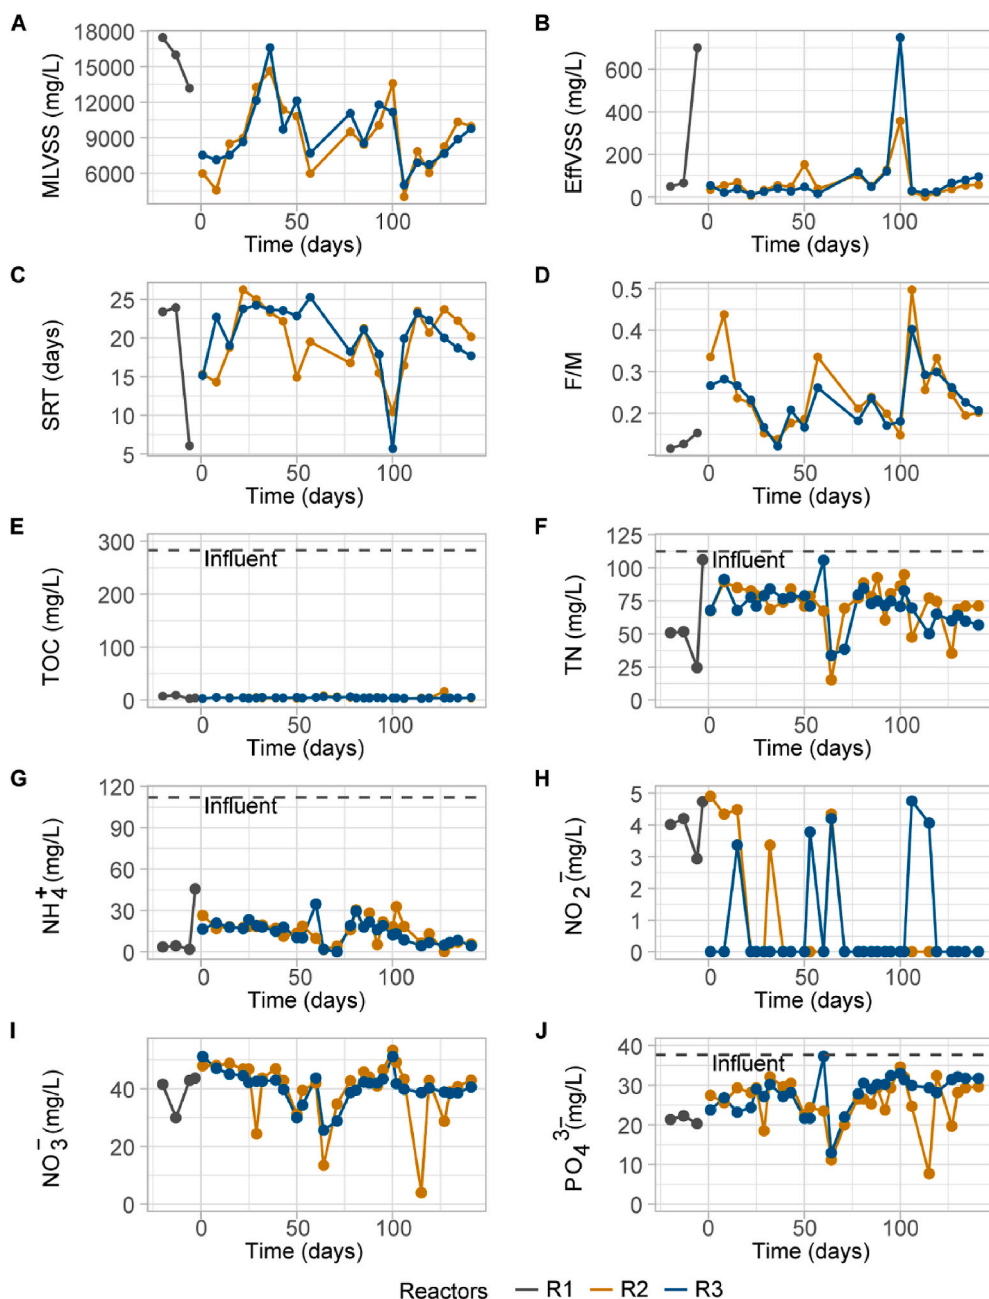 A
MLVSS (mg/L)
18000
15000
12000
9000
6000
0 50 100
Time (days)
B
EffVSS (mg/L)
600
400
200
0
0 50 100
Time (days)
C
SRT (days)
25
20
15
10
5
0 50 100
Time (days)
D
F/M
0.5
0.4
0.3
0.2
0 50 100
Time (days)
E
TOC (mg/L)
300
200
100
0
Influent
0 50 100
Time (days)
F
TN (mg/L)
125
100
75
50
25
0
Influent
0 50 100
Time (days)
G
NH₄⁺ (mg/L)
120
90
60
30
0
Influent
0 50 100
Time (days)
H
NO₂⁻ (mg/L)
5
4
3
2
1
0
0 50 100
Time (days)
I
NO₃⁻ (mg/L)
40
20
0
0 50 100
Time (days)
J
PO₄³⁻ (mg/L)
40
30
20
10
0
Influent
0 50 100
Time (days)
Reactors R1 R2 R3